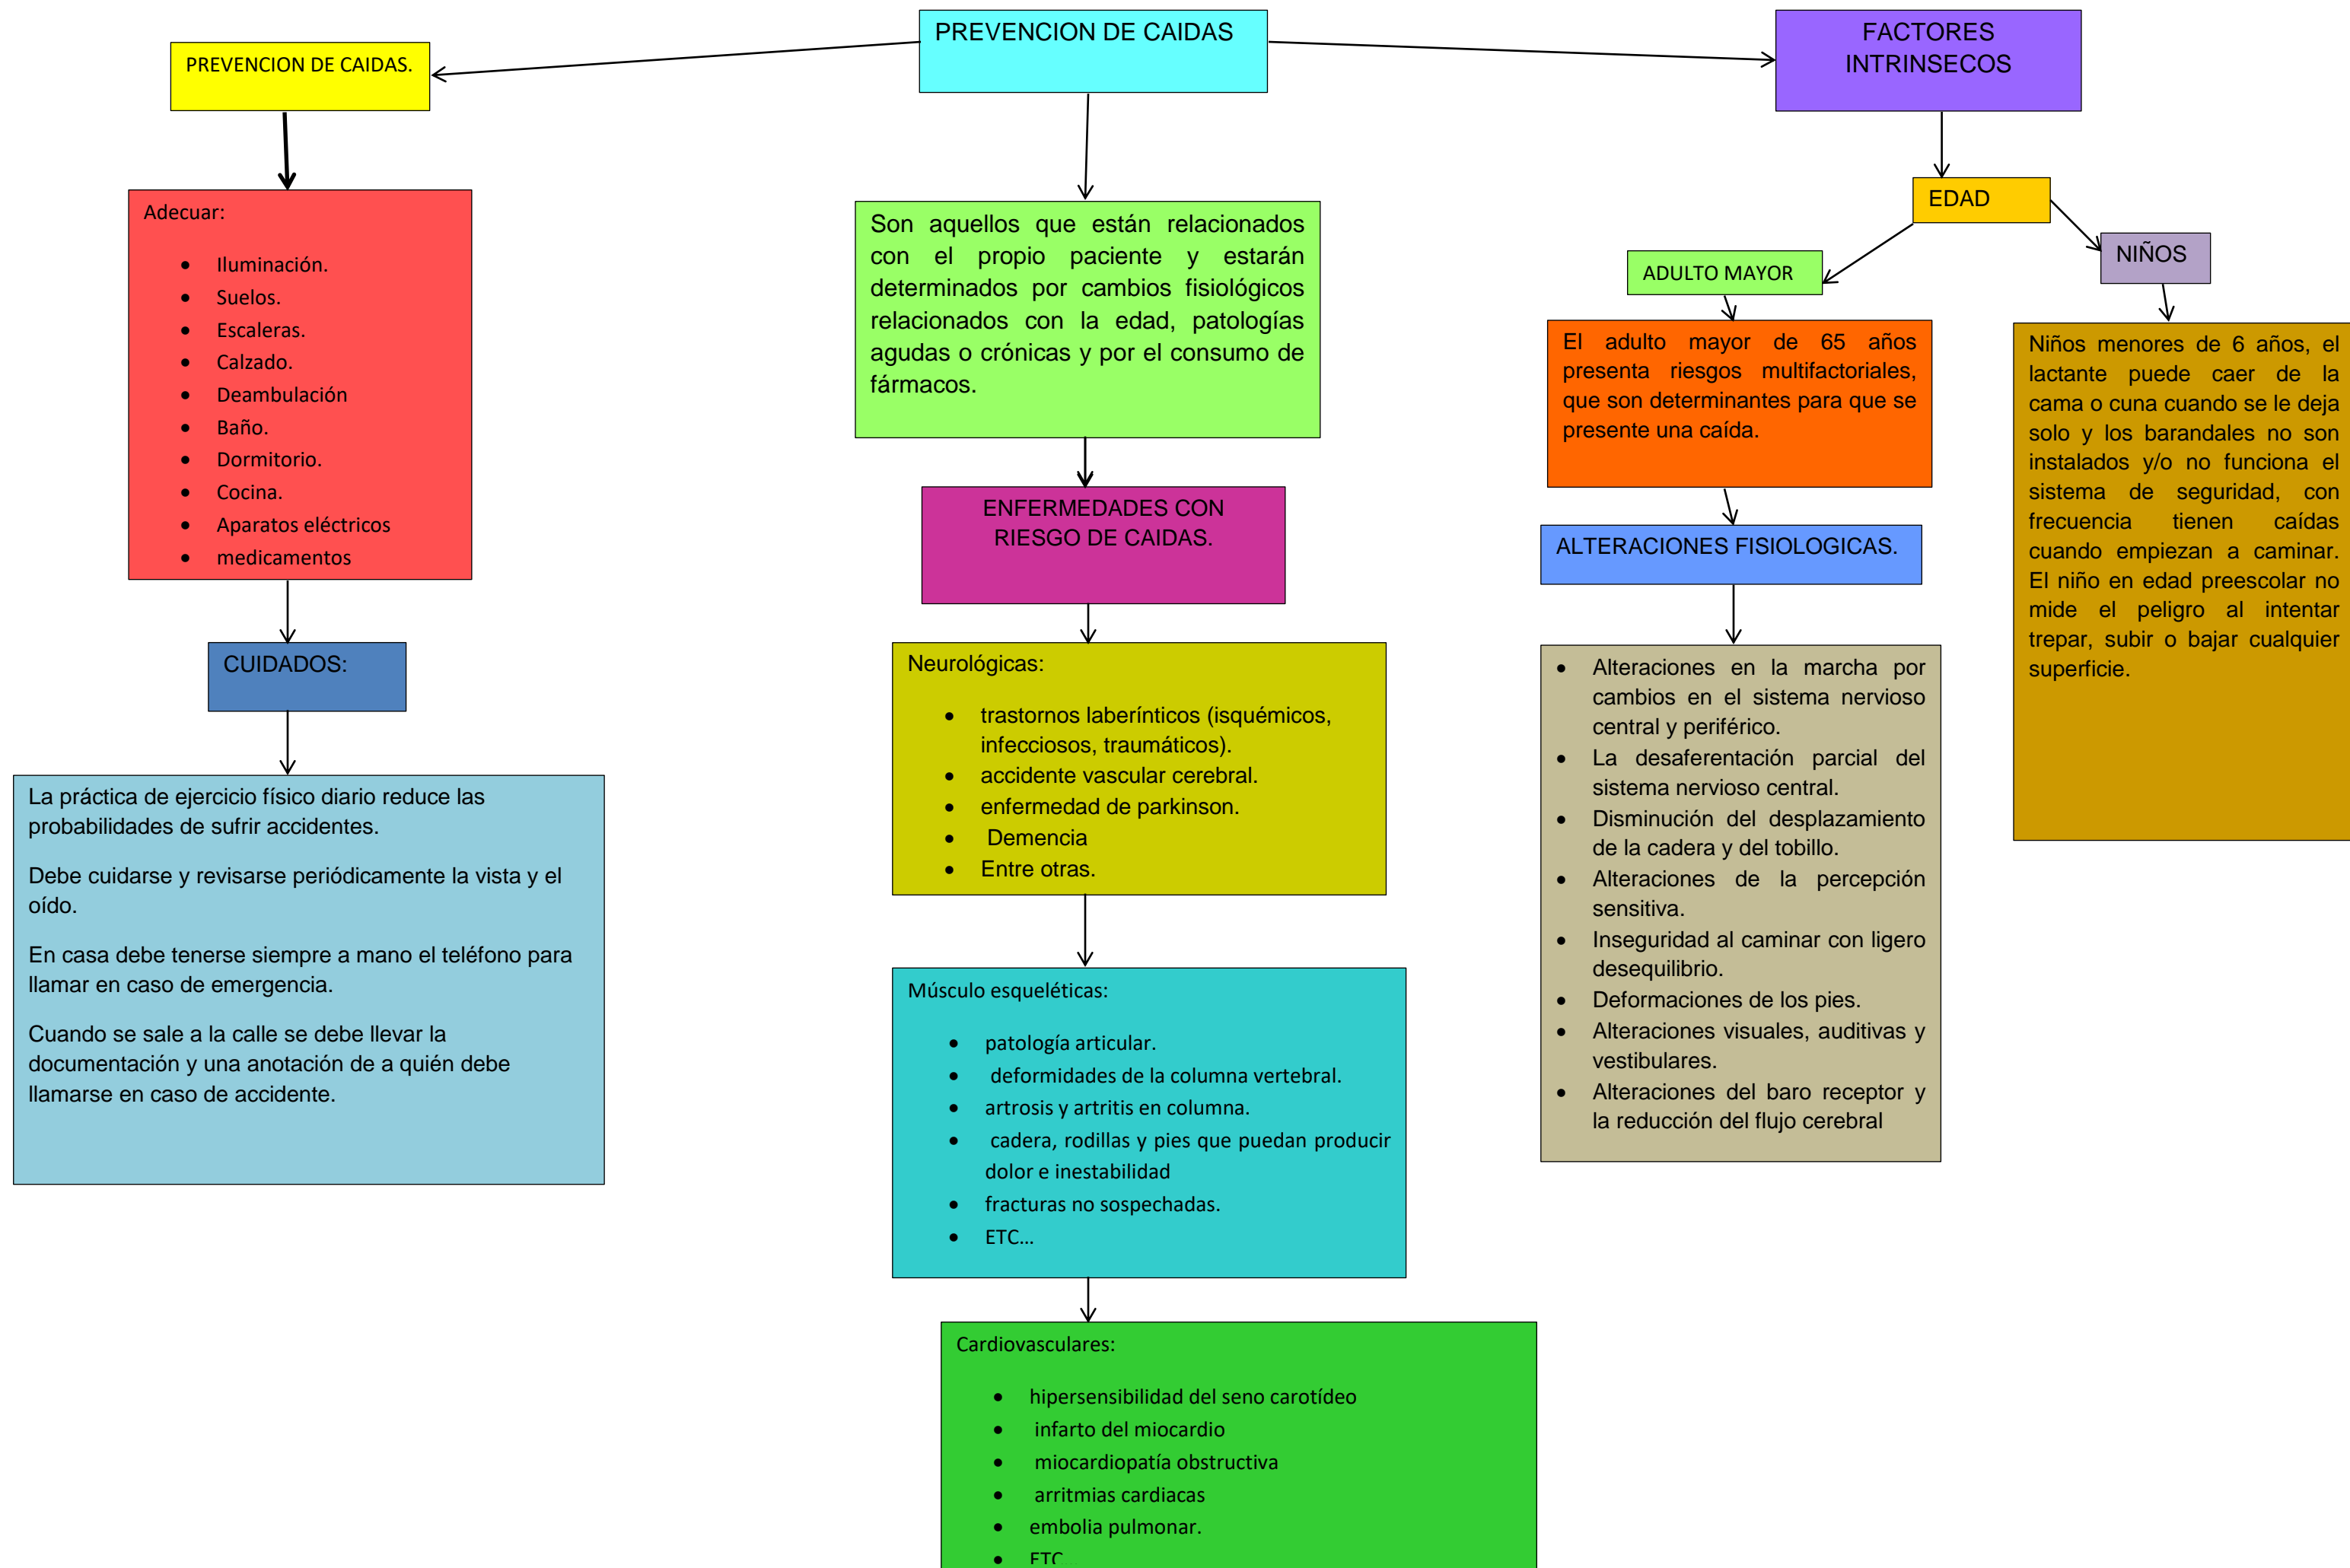 PREVENCION DE CAIDAS
PREVENCION DE CAIDAS.
Adecuar:
• Iluminación.
• Suelos.
• Escaleras.
• Calzado.
• Deambulación
• Baño.
• Dormitorio.
• Cocina.
• Aparatos eléctricos
• medicamentos
CUIDADOS:
La práctica de ejercicio físico diario reduce las
probabilidades de sufrir accidentes.
Debe cuidarse y revisarse periódicamente la vista y el
oído.
En casa debe tenerse siempre a mano el teléfono para
llamar en caso de emergencia.
Cuando se sale a la calle se debe llevar la
documentación y una anotación de a quién debe
llamarse en caso de accidente.
Son aquellos que están relacionados
con el propio paciente y estarán
determinados por cambios fisiológicos
relacionados con la edad, patologías
agudas o crónicas y por el consumo de
fármacos.
ENFERMEDADES CON
RIESGO DE CAIDAS.
Neurológicas:
• trastornos laberínticos (isquémicos,
infecciosos, traumáticos).
• accidente vascular cerebral.
• enfermedad de parkinson.
• Demencia
• Entre otras.
Músculo esqueléticas:
• patología articular.
• deformidades de la columna vertebral.
• artrosis y artritis en columna.
• cadera, rodillas y pies que puedan producir
dolor e inestabilidad
• fracturas no sospechadas.
• ETC...
Cardiovasculares:
• hipersensibilidad del seno carotídeo
• infarto del miocardio
• miocardiopatía obstructiva
• arritmias cardiacas
• embolia pulmonar.
• ETC...
FACTORES
INTRINSECOS
EDAD
ADULTO MAYOR
El adulto mayor de 65 años
presenta riesgos multifactoriales,
que son determinantes para que se
presente una caída.
ALTERACIONES FISIOLOGICAS.
• Alteraciones en la marcha por
cambios en el sistema nervioso
central y periférico.
• La desaferentación parcial del
sistema nervioso central.
• Disminución del desplazamiento
de la cadera y del tobillo.
• Alteraciones de la percepción
sensitiva.
• Inseguridad al caminar con ligero
desequilibrio.
• Deformaciones de los pies.
• Alteraciones visuales, auditivas y
vestibulares.
• Alteraciones del baro receptor y
la reducción del flujo cerebral
NIÑOS
Niños menores de 6 años, el
lactante puede caer de la
cama o cuna cuando se le deja
solo y los barandales no son
instalados y/o no funciona el
sistema de seguridad, con
frecuencia tienen caídas
cuando empiezan a caminar.
El niño en edad preescolar no
mide el peligro al intentar
trepar, subir o bajar cualquier
superficie.